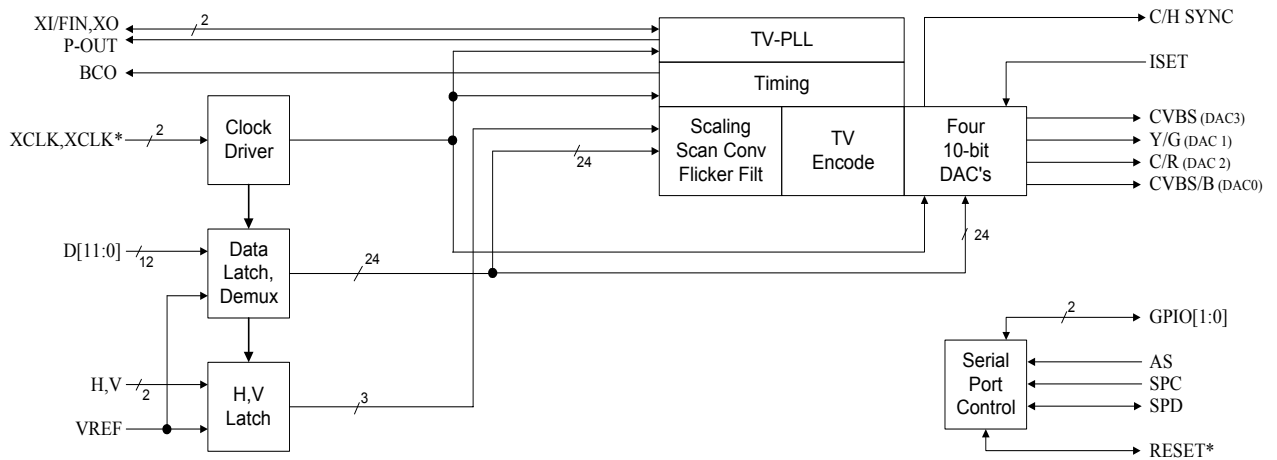 XI/FIN,XO
2
P-OUT
BCO
TV-PLL
Timing
C/H SYNC
ISET
XCLK,XCLK*
2
Clock
Driver
24
Scaling
Scan Conv
Flicker Filt
TV
Encode
Four
10-bit
DAC's
CVBS (DAC3)
Y/G (DAC 1)
C/R (DAC 2)
CVBS/B (DAC0)
D[11:0]
12
Data
Latch,
Demux
24
24
H,V
2
VREF
H,V
Latch
3
2
GPIO[1:0]
Serial
Port
Control
AS
SPC
SPD
RESET*